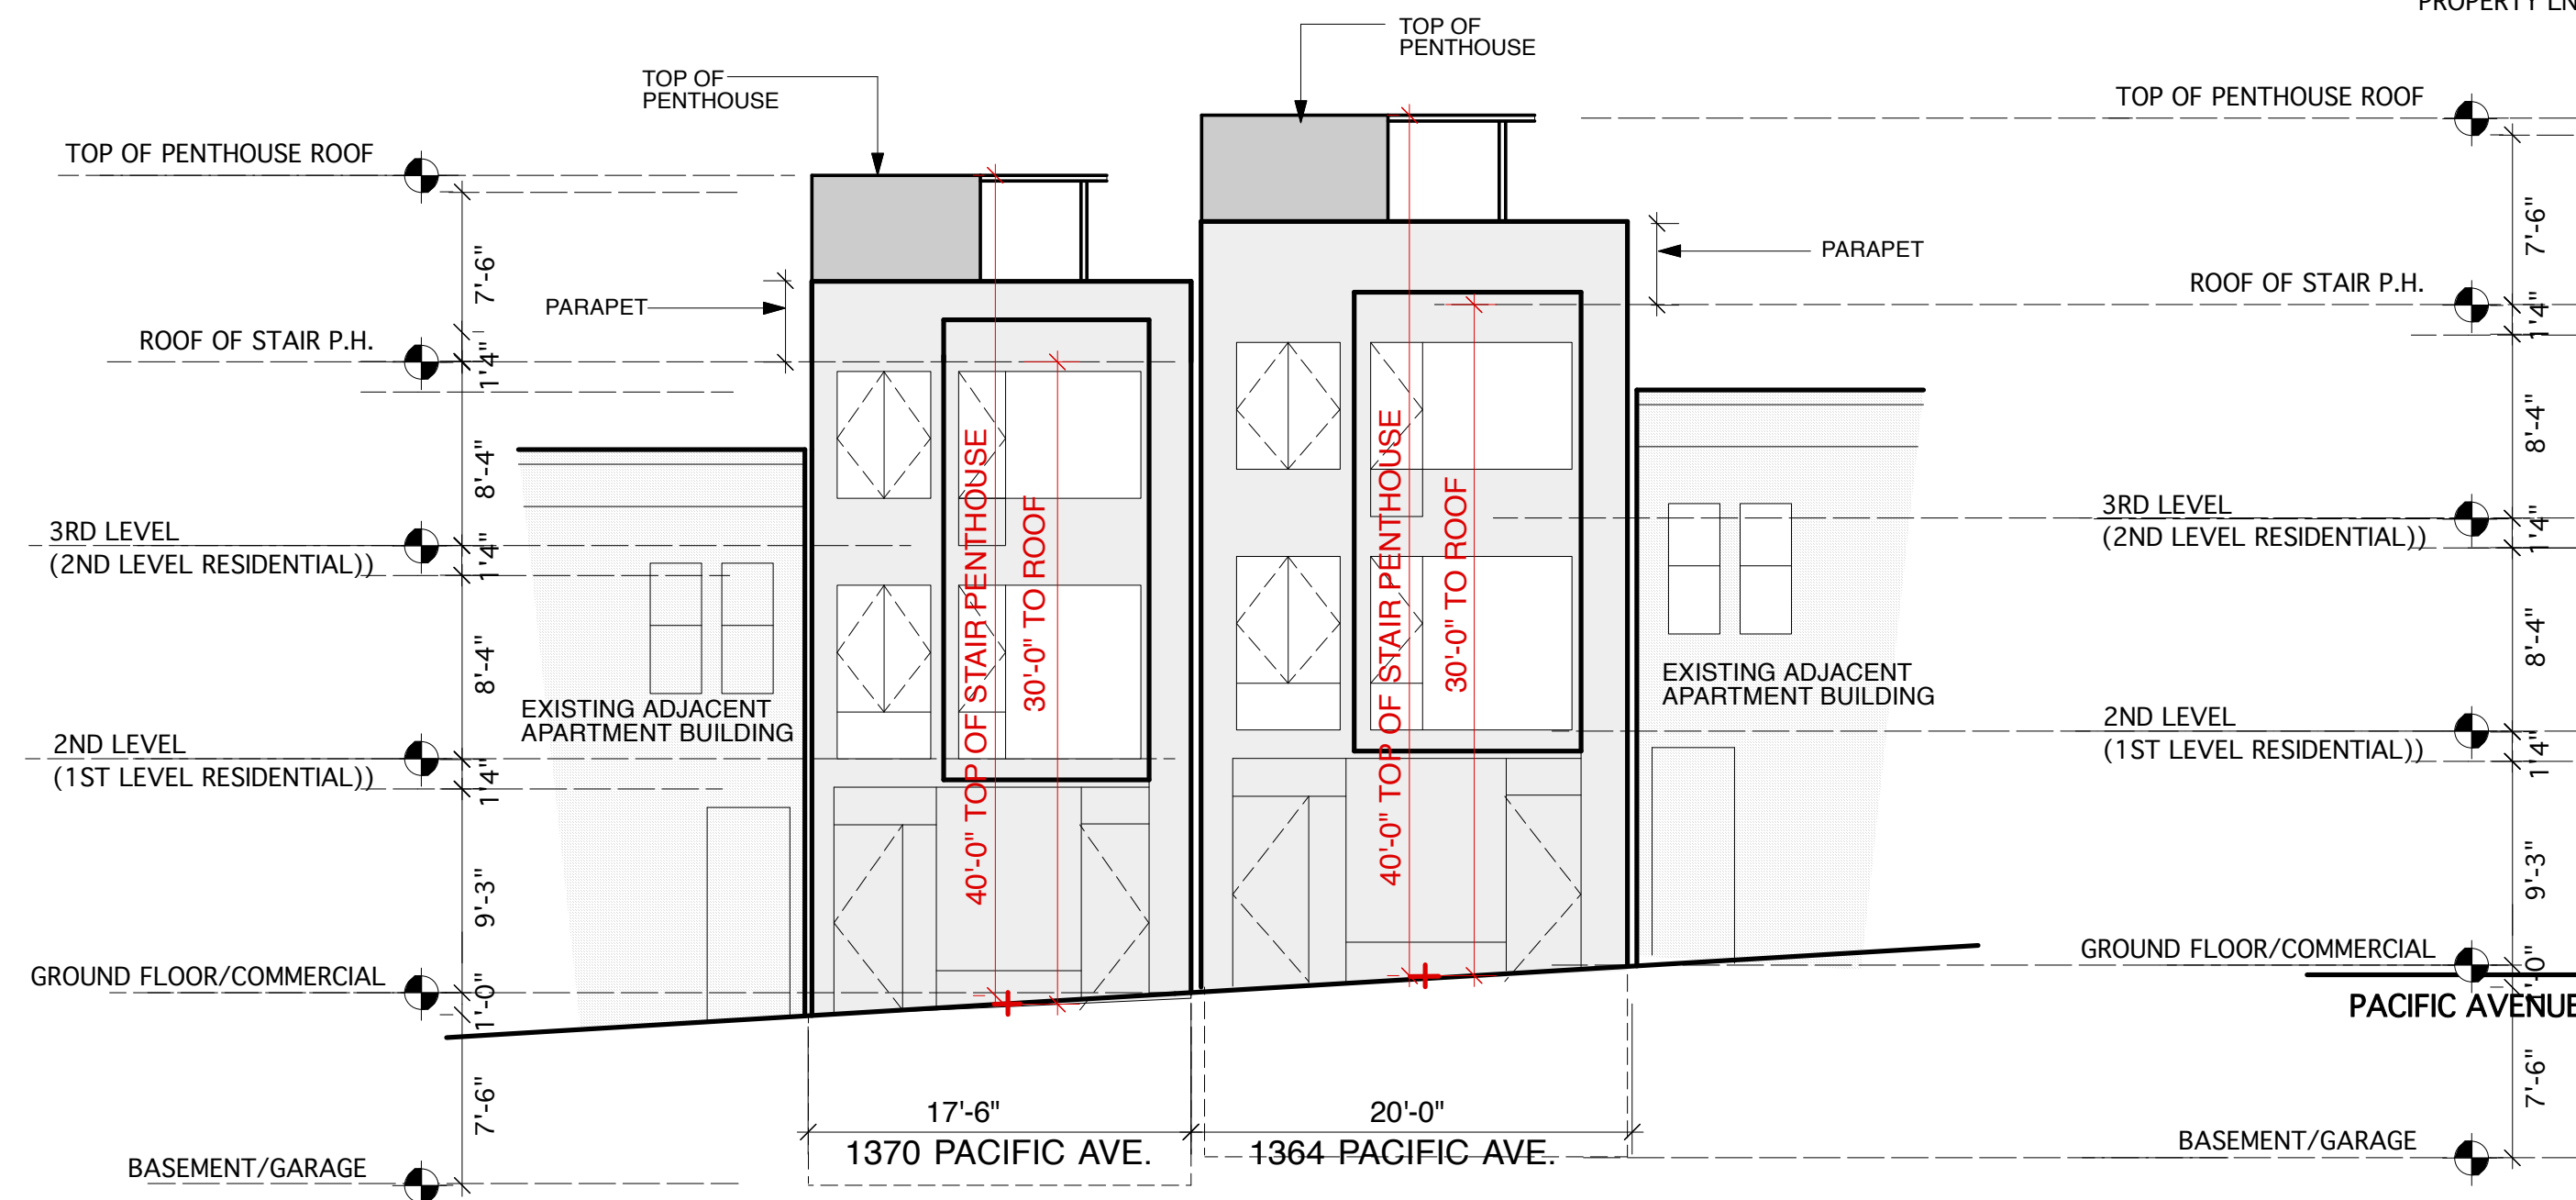 PROPERTY LN
TOP OF
PENTHOUSE
TOP OF
PENTHOUSE
TOP OF PENTHOUSE ROOF
TOP OF PENTHOUSE ROOF
7'-6"
7'-6"
PARAPET
PARAPET
ROOF OF STAIR P.H.
ROOF OF STAIR P.H.
1'4"
1'4"
8'-4"
8'-4"
40'-0" TOP OF STAIR PENTHOUSE
30'-0" TO ROOF
40'-0" TOP OF STAIR PENTHOUSE
30'-0" TO ROOF
3RD LEVEL
(2ND LEVEL RESIDENTIAL))
3RD LEVEL
(2ND LEVEL RESIDENTIAL))
1'4"
1'4"
8'-4"
8'-4"
EXISTING ADJACENT
APARTMENT BUILDING
EXISTING ADJACENT
APARTMENT BUILDING
2ND LEVEL
(1ST LEVEL RESIDENTIAL))
2ND LEVEL
(1ST LEVEL RESIDENTIAL))
1'4"
1'4"
9'-3"
9'-3"
GROUND FLOOR/COMMERCIAL
GROUND FLOOR/COMMERCIAL
1'-0"
1'-0"
PACIFIC AVENUE
7'-6"
7'-6"
17'-6"
20'-0"
1370 PACIFIC AVE.
1364 PACIFIC AVE.
BASEMENT/GARAGE
BASEMENT/GARAGE